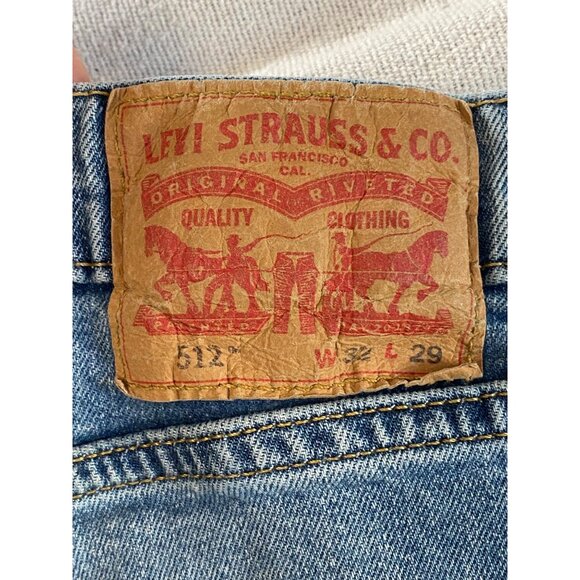 LEVI STRAUSS & CO.
SAN FRANCISCO
CAL.
ORIGINAL RIVETED
QUALITY CLOTHING
512™
W 32 L 29